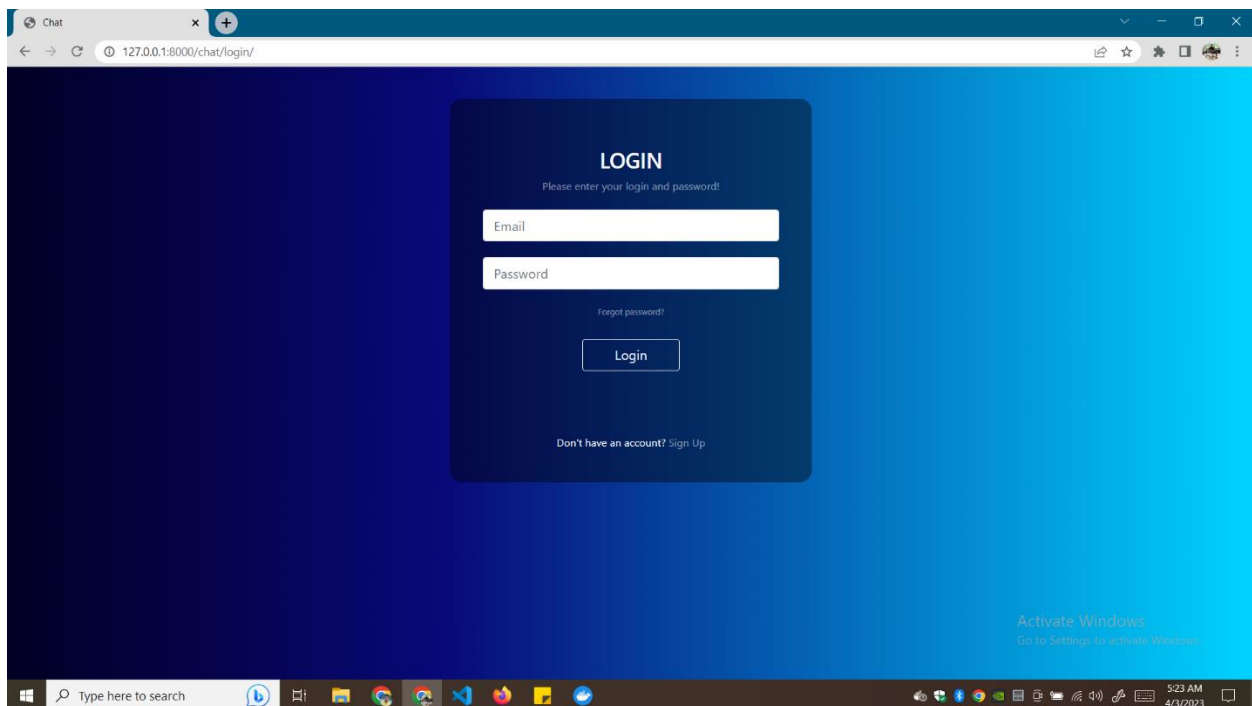 Chat
127.0.0.1:8000/chat/login/
LOGIN
Please enter your login and password!
Email
Password
Forgot password?
Login
Don't have an account? Sign Up
Activate Windows
Go to Settings to activate Windows.
Type here to search
5:23 AM
4/3/2023